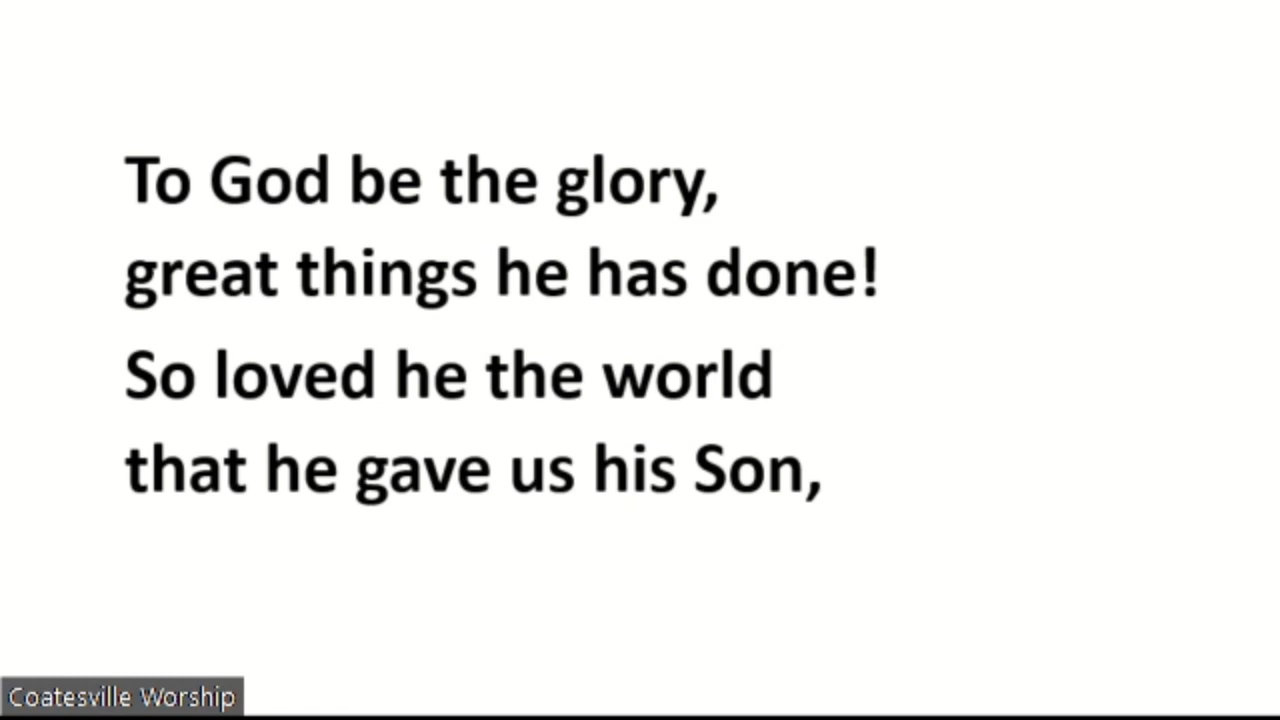 To God be the glory,
great things he has done!
So loved he the world
that he gave us his Son,
Coatesville Worship